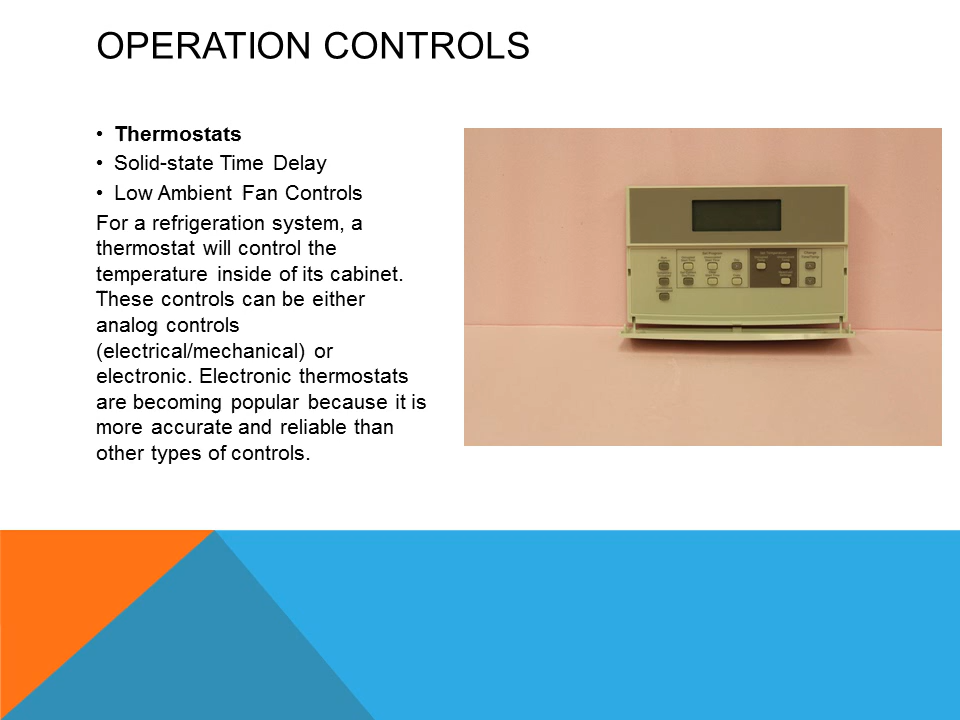 OPERATION CONTROLS
• Thermostats
• Solid-state Time Delay
• Low Ambient Fan Controls
For a refrigeration system, a
thermostat will control the
temperature inside of its cabinet.
These controls can be either
analog controls
(electrical/mechanical) or
electronic. Electronic thermostats
are becoming popular because it is
more accurate and reliable than
other types of controls.